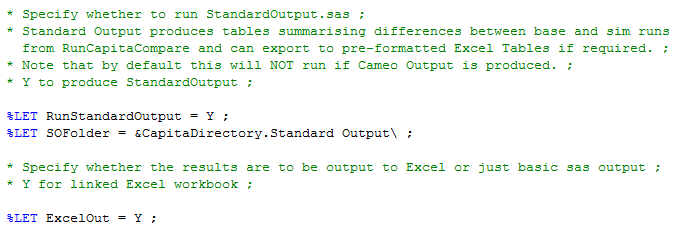 * Specify whether to run StandardOutput.sas ;
* Standard Output produces tables summarising differences between base and sim runs
from RunCapitaCompare and can export to pre-formatted Excel Tables if required. ;
* Note that by default this will NOT run if Cameo Output is produced. ;
* Y to produce StandardOutput ;
%LET RunStandardOutput = Y ;
%LET SOFolder = &CapitaDirectory.Standard Output\ ;
* Specify whether the results are to be output to Excel or just basic sas output ;
* Y for linked Excel workbook ;
%LET ExcelOut = Y ;